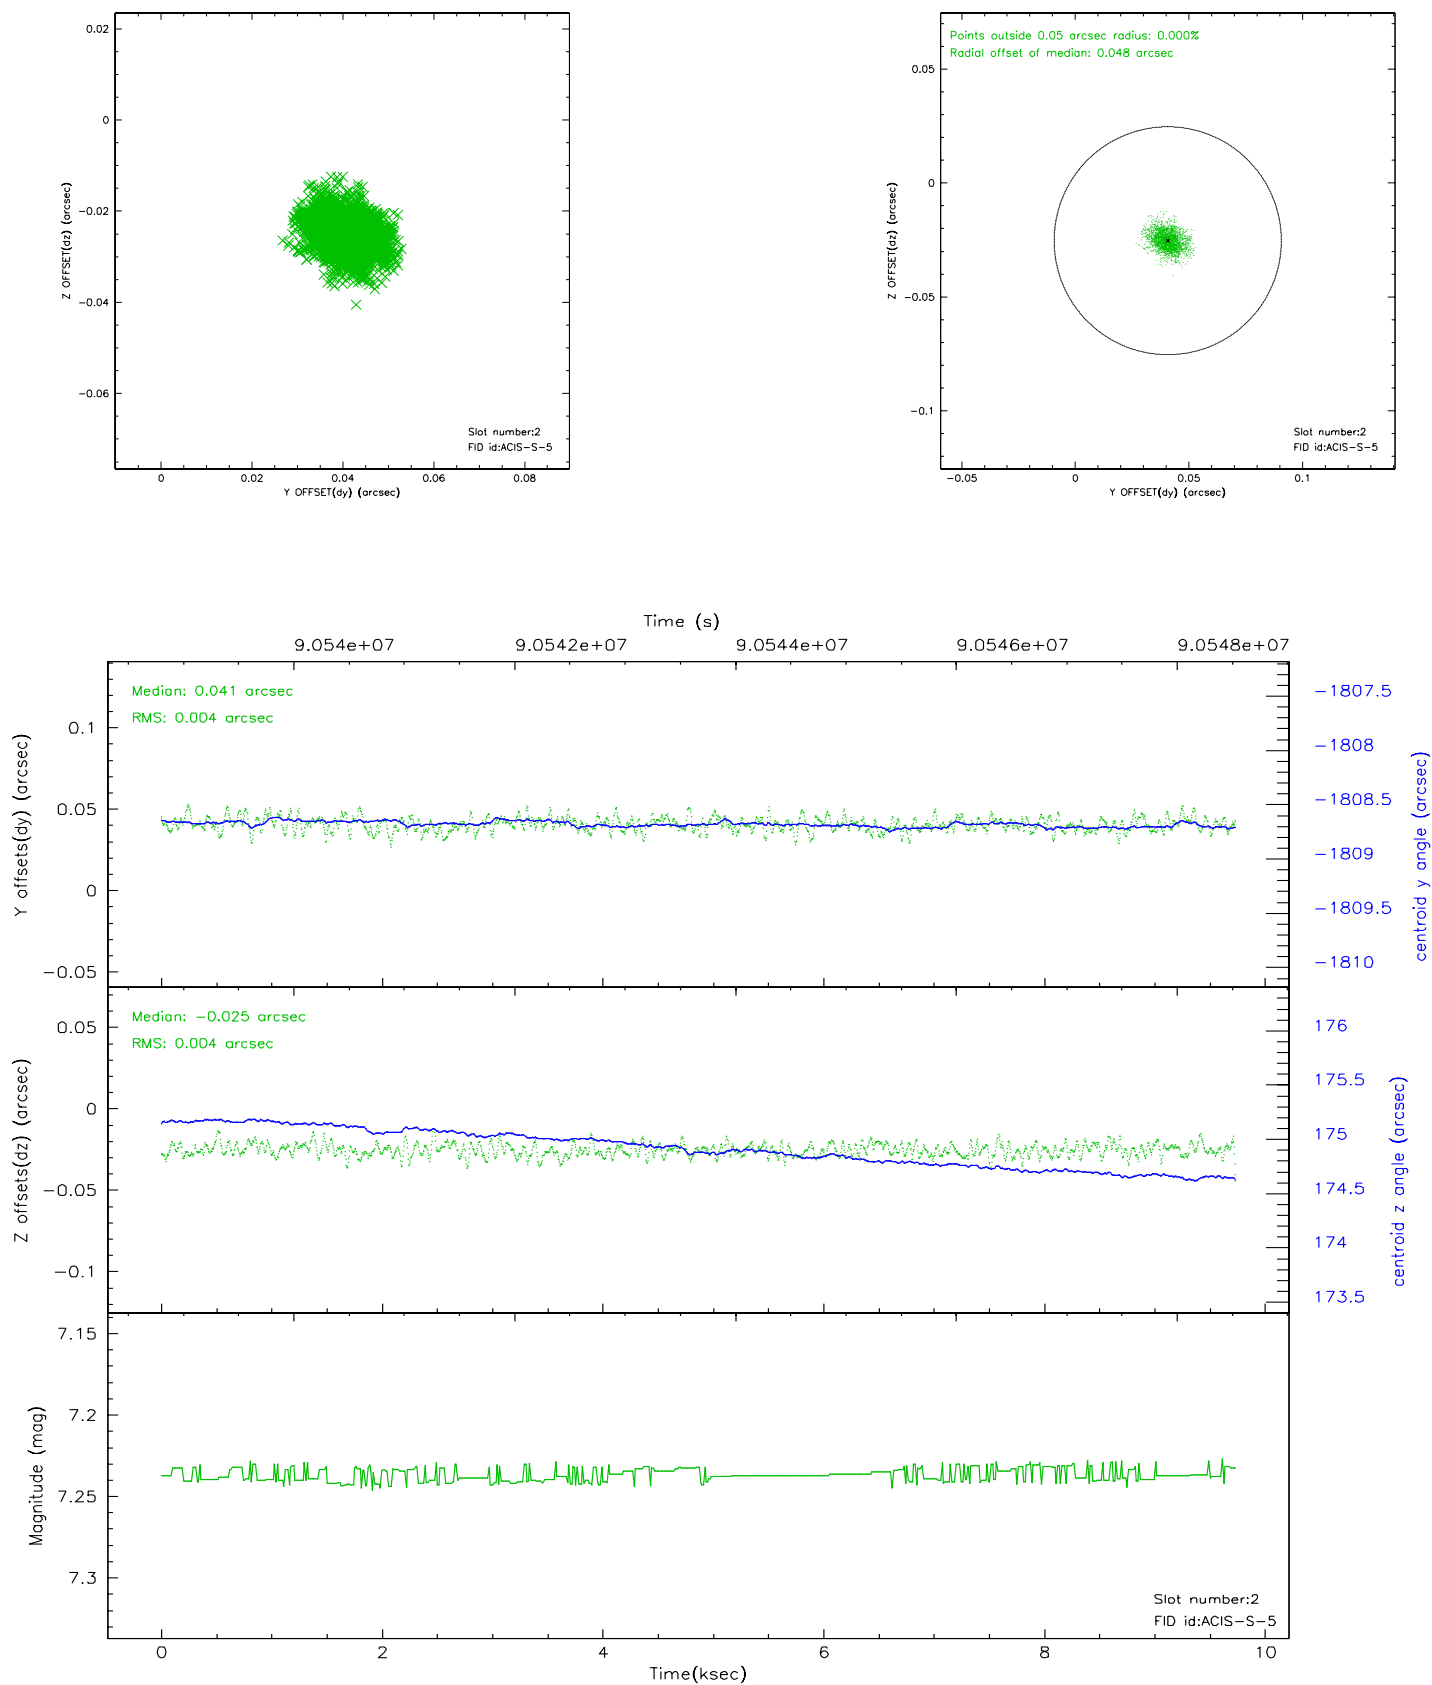 0.02
0
-0.02
-0.04
-0.06
Z OFFSET(dz) (arcsec)
Slot number:2
FID id:ACIS-S-5
0 0.02 0.04 0.06 0.08
Y OFFSET(dy) (arcsec)
Points outside 0.05 arcsec radius: 0.000%
Radial offset of median: 0.048 arcsec
0.05
0
-0.05
-0.1
Z OFFSET(dz) (arcsec)
Slot number:2
FID id:ACIS-S-5
-0.05 0 0.05 0.1
Y OFFSET(dy) (arcsec)
Time (s)
9.054e+07 9.0542e+07 9.0544e+07 9.0546e+07 9.0548e+07
Median: 0.041 arcsec
RMS: 0.004 arcsec
0.1
0.05
0
-0.05
Y offsets(dy) (arcsec)
-1807.5
-1808
-1808.5
-1809
-1809.5
-1810
centroid y angle (arcsec)
Median: -0.025 arcsec
RMS: 0.004 arcsec
0.05
0
-0.05
-0.1
Z offsets(dz) (arcsec)
176
175.5
175
174.5
174
173.5
centroid z angle (arcsec)
7.15
7.2
7.25
7.3
Magnitude (mag)
Slot number:2
FID id:ACIS-S-5
0 2 4 6 8 10
Time(ksec)